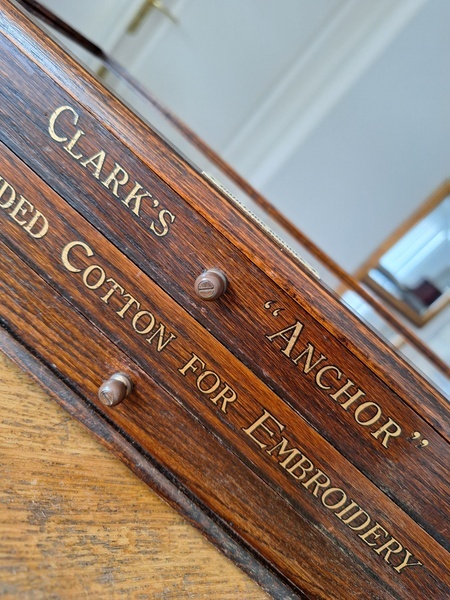 CLARK'S "ANCHOR"
DED COTTON FOR EMBROIDERY